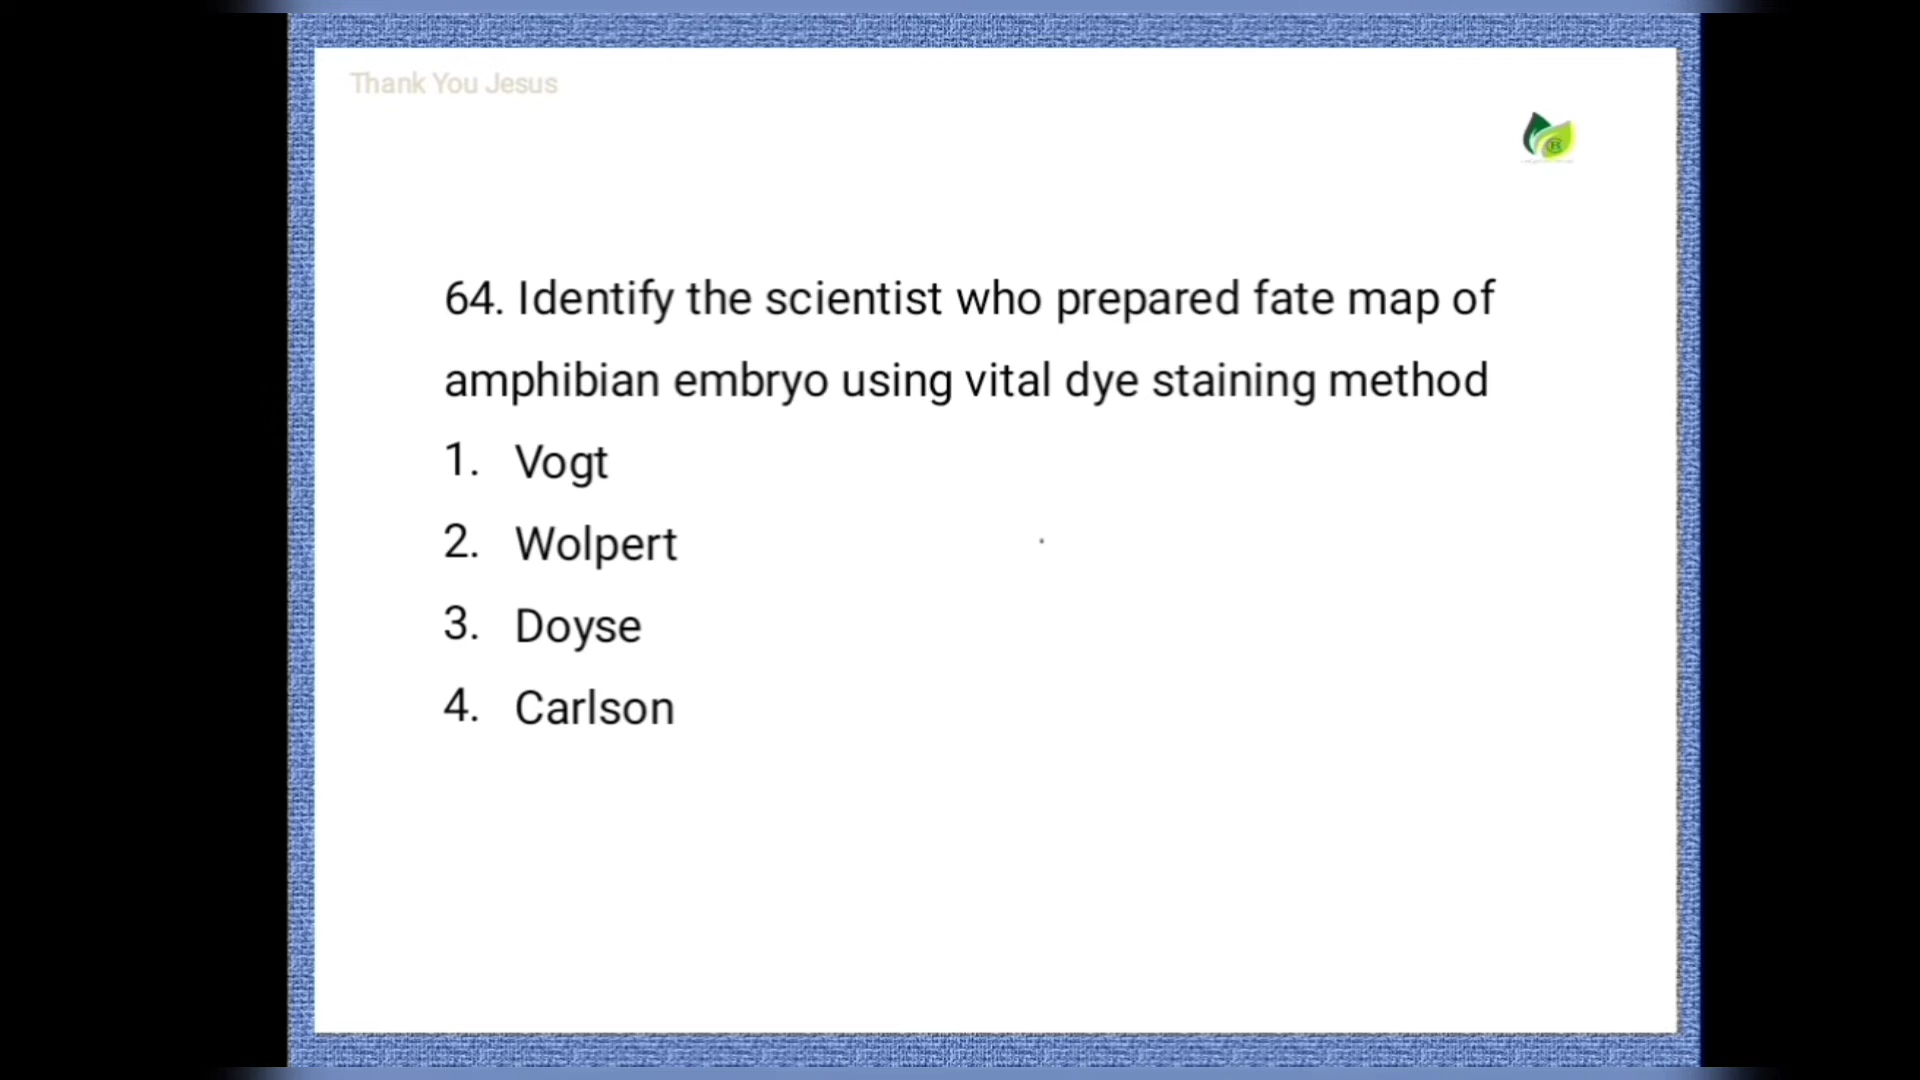 Thank You Jesus
64. Identify the scientist who prepared fate map of
amphibian embryo using vital dye staining method
1. Vogt
2. Wolpert
3. Doyse
4. Carlson